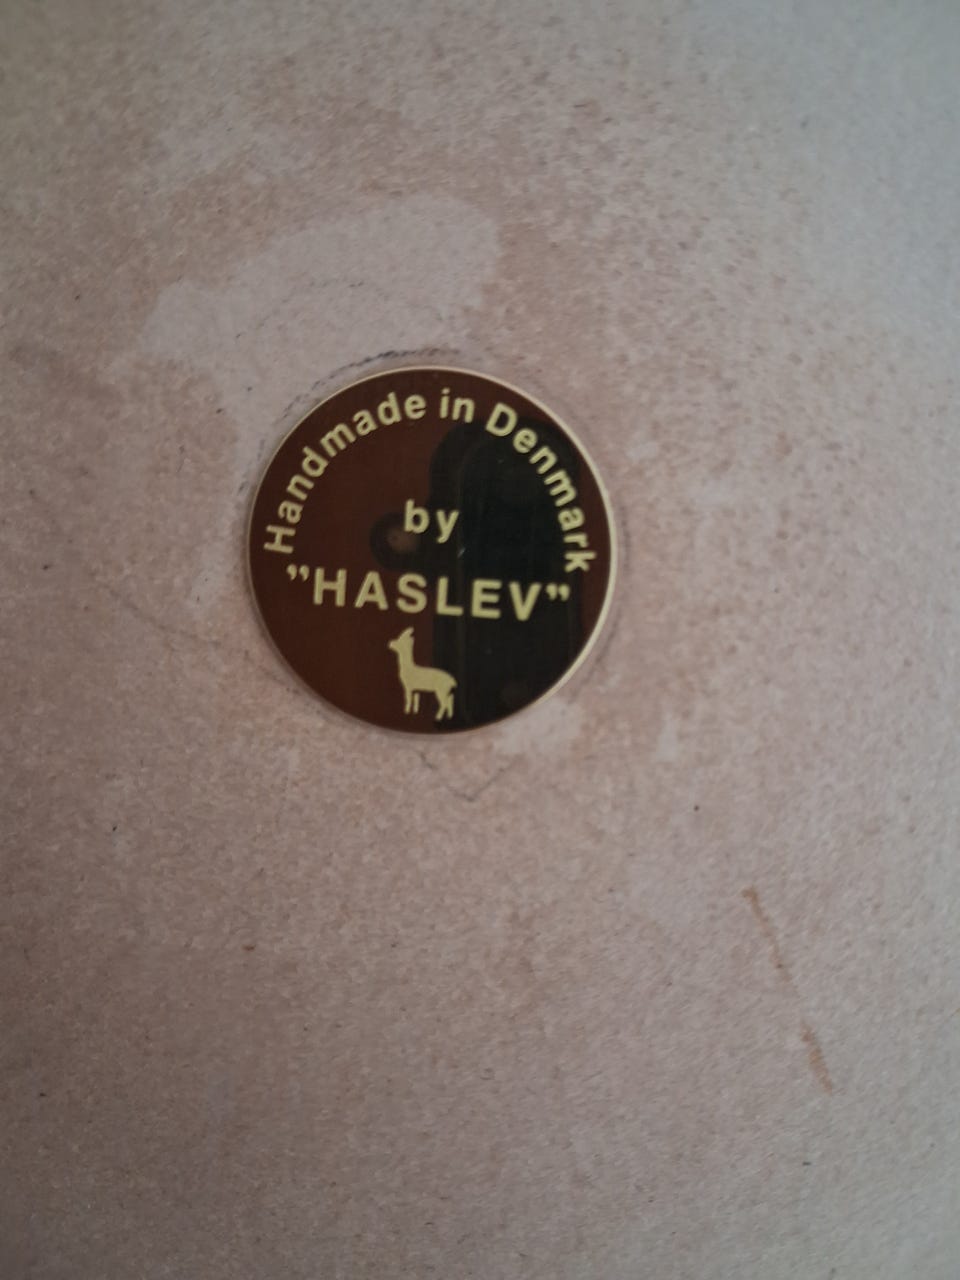 Handmade in Denmark
by
”HASLEV”